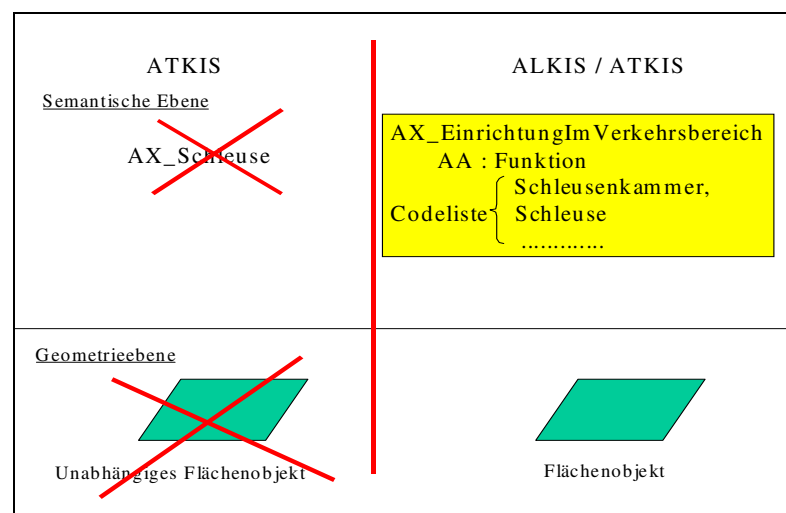 ATKIS
ALKIS / ATKIS
Semantische Ebene
AX_Schleuse
AX_EinrichtungImVerkehrsbereich
AA : Funktion
Schleusenkammer,
Codeliste Schleuse
.............
Geometrieebene
Unabhängiges Flächenobjekt
Flächenobjekt